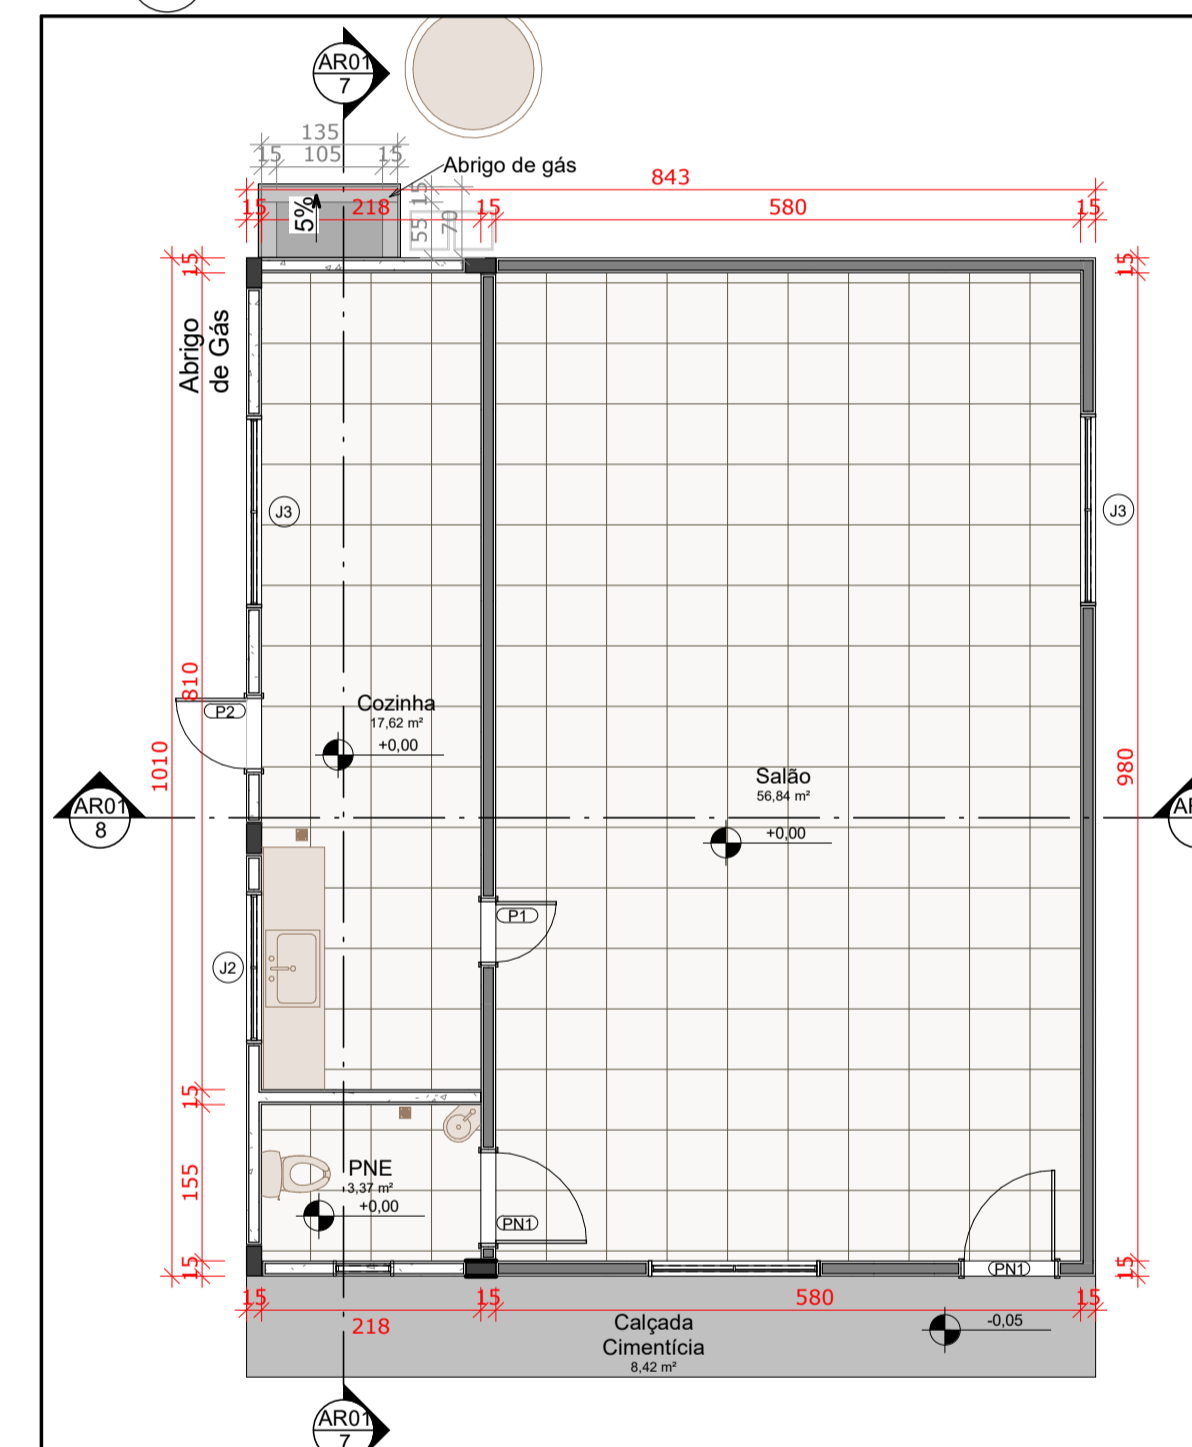 AR01
7
135
15 105 15
Abrigo de gás
843
15 218 15 580 15
5%
15
55
70
15
15
Abrigo
de Gás
J3
J3
810
P2
Cozinha
17,62 m²
+0,00
1010
Salão
56,84 m²
+0,00
980
AR01
8
P1
J2
15
155
PNE
3,37 m²
+0,00
PN1
PN1
15
15
15 15 580 15
218
Calçada
Cimentícia
8,42 m²
-0,05
AR01
7